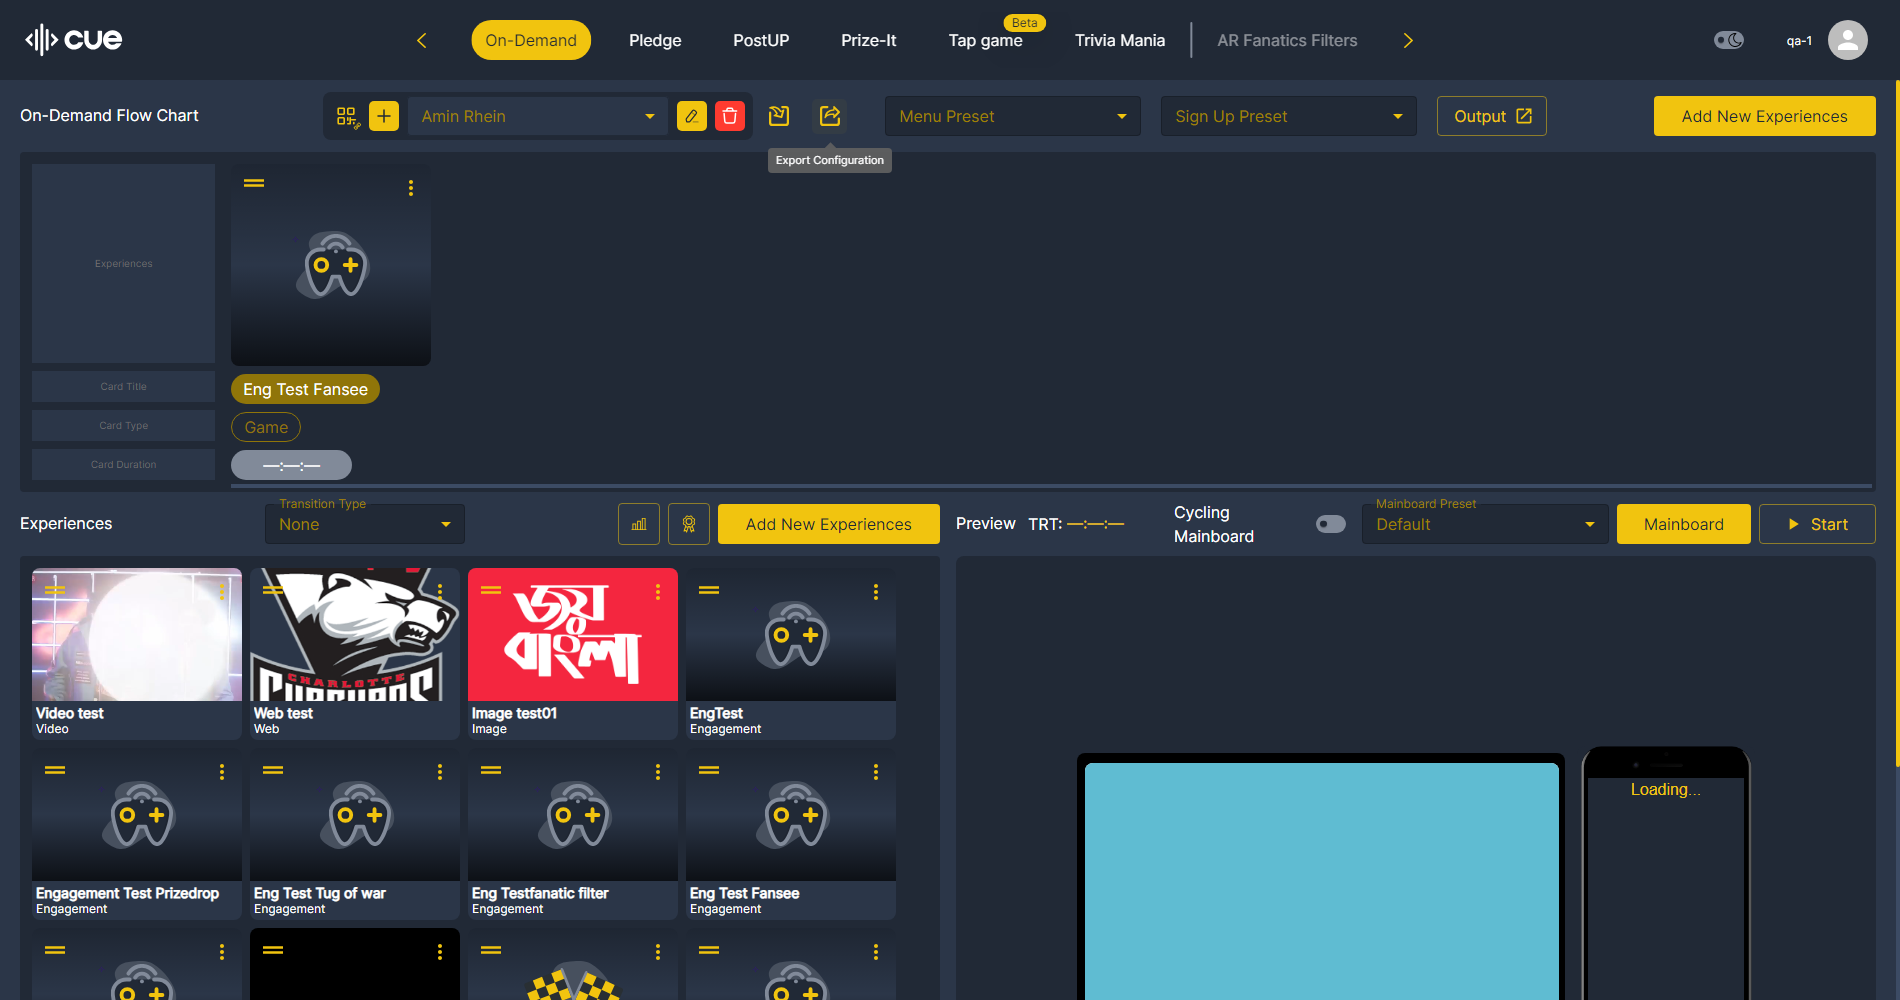 cue
On-Demand
Pledge
PostUP
Prize-It
Tap game
Beta
Trivia Mania
AR Fanatics Filters
qa-1
On-Demand Flow Chart
Amin Rhein
Menu Preset
Sign Up Preset
Output
Add New Experiences
Export Configuration
Experiences
Card Title
Card Type
Card Duration
Eng Test Fansee
Game
—:—:—
Experiences
Transition Type
None
Add New Experiences
Preview
TRT: —:—:—
Cycling
Mainboard
Mainboard Preset
Default
Mainboard
Start
CHARLOTTE
জয়
বাংলা
Video test
Video
Web test
Web
Image test01
Image
EngTest
Engagement
Engagement Test Prizedrop
Engagement
Eng Test Tug of war
Engagement
Eng Testfanatic filter
Engagement
Eng Test Fansee
Engagement
Loading...